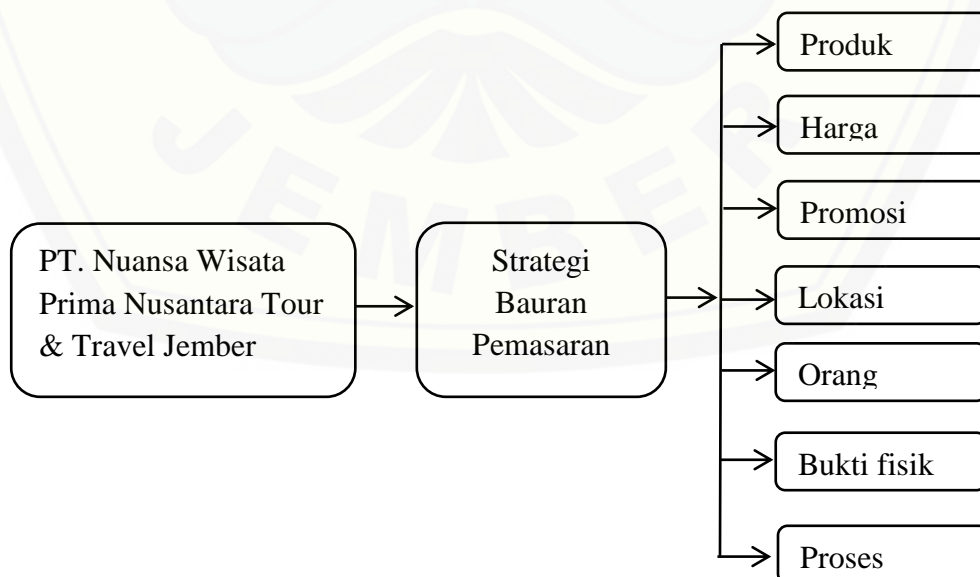 Produk
Harga
Promosi
PT. Nuansa Wisata
Prima Nusantara Tour
& Travel Jember
Strategi
Bauran
Pemasaran
Lokasi
Orang
Bukti fisik
Proses
JEMBER